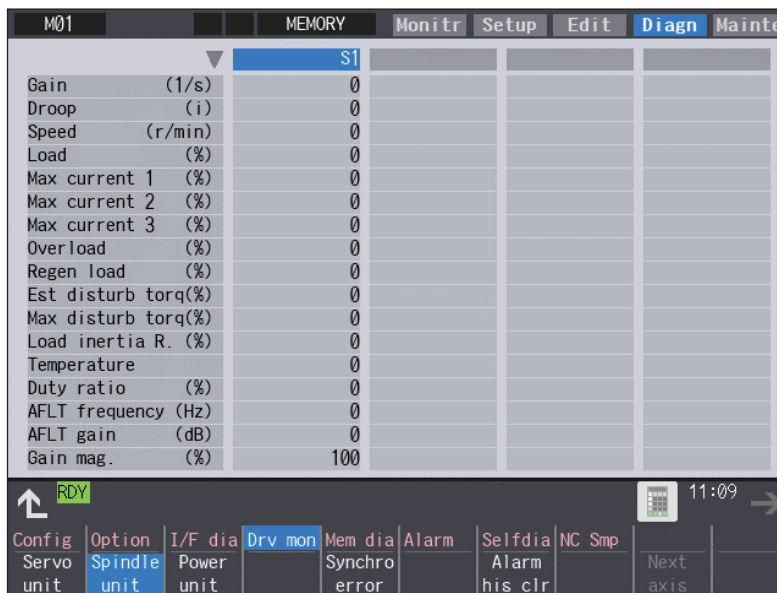 M01 MEMORY Monitr Setup Edit Diagn Mainte
S1
Gain (1/s) 0
Droop (i) 0
Speed (r/min) 0
Load (%) 0
Max current 1 (%) 0
Max current 2 (%) 0
Max current 3 (%) 0
Overload (%) 0
Regen load (%) 0
Est disturb torq(%) 0
Max disturb torq(%) 0
Load inertia R. (%) 0
Temperature 0
Duty ratio (%) 0
AFLT frequency (Hz) 0
AFLT gain (dB) 0
Gain mag. (%) 100
RDY 11:09
Config Option I/F dia Drv mon Mem dia Alarm Selfdia NC Smp
Servo Spindle Power Synchro Alarm Next
unit unit unit error his clr axis